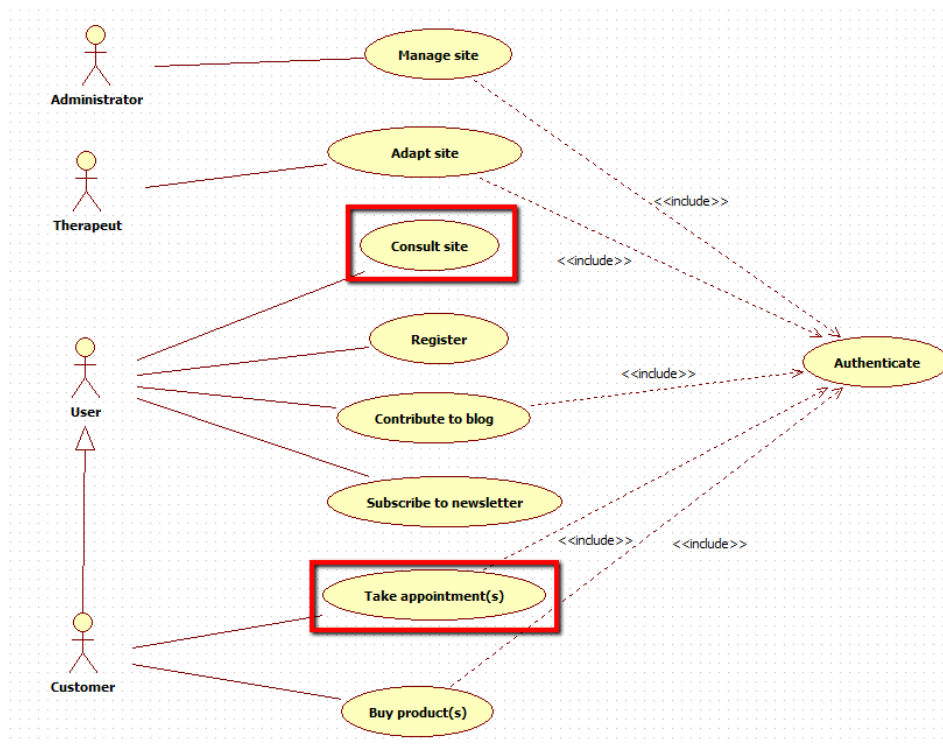 Manage site
Administrator
Adapt site
<<include>>
Therapeut
Consult site
<<include>>
Register
Authenticate
<<include>>
User
Contribute to blog
Subscribe to newsletter
<<include>>
<<include>>
Take appointment(s)
Customer
Buy product(s)